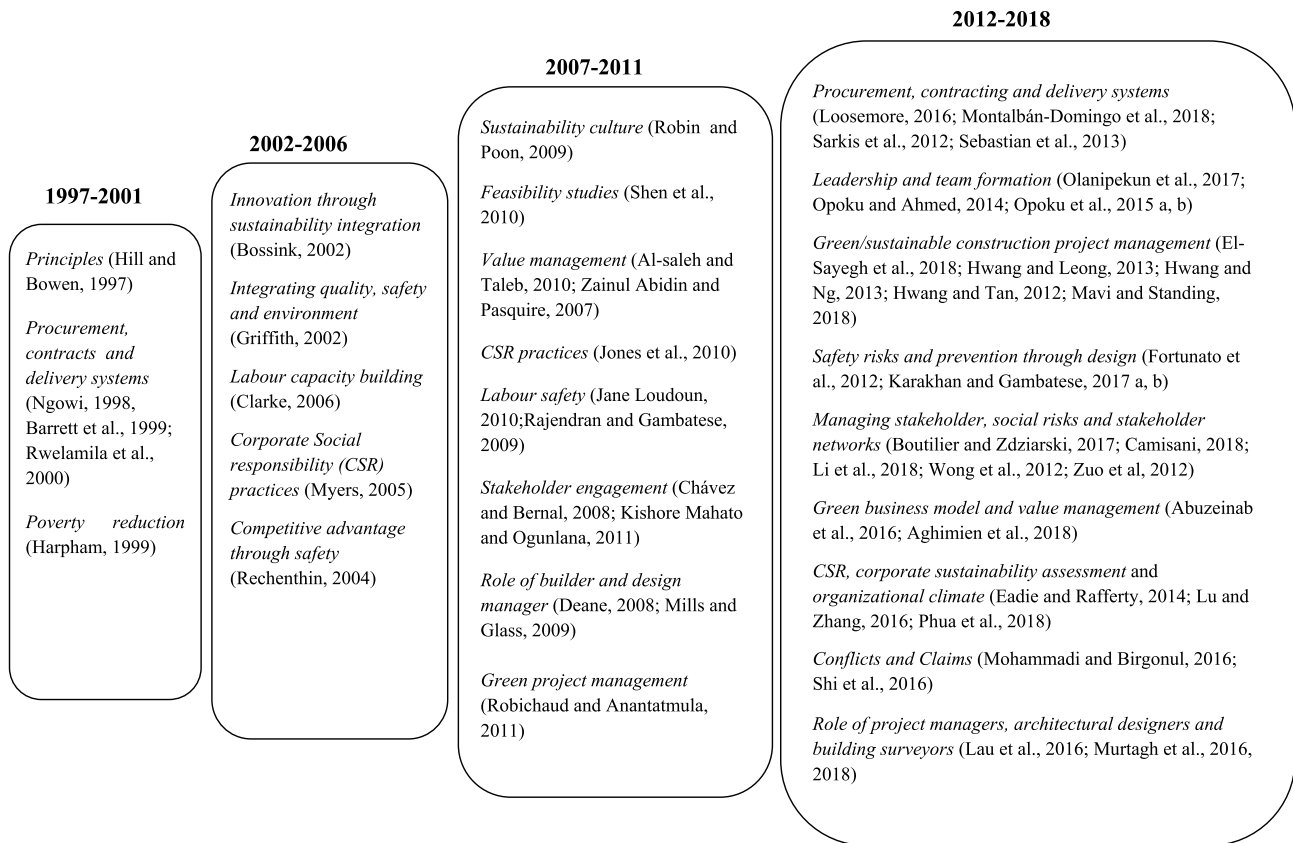 1997-2001
Principles (Hill and
Bowen, 1997)
Procurement,
contracts and
delivery systems
(Ngowi, 1998,
Barrett et al., 1999;
Rwelamila et al.,
2000)
Poverty reduction
(Harpham, 1999)
2002-2006
Innovation through
sustainability integration
(Bossink, 2002)
Integrating quality, safety
and environment
(Griffith, 2002)
Labour capacity building
(Clarke, 2006)
Corporate Social
responsibility (CSR)
practices (Myers, 2005)
Competitive advantage
through safety
(Rechenthin, 2004)
2007-2011
Sustainability culture (Robin and
Poon, 2009)
Feasibility studies (Shen et al.,
2010)
Value management (Al-saleh and
Taleb, 2010; Zainul Abidin and
Pasquire, 2007)
CSR practices (Jones et al., 2010)
Labour safety (Jane Loudoun,
2010;Rajendran and Gambatese,
2009)
Stakeholder engagement (Chávez
and Bernal, 2008; Kishore Mahato
and Ogunlana, 2011)
Role of builder and design
manager (Deane, 2008; Mills and
Glass, 2009)
Green project management
(Robichaud and Anantatmula,
2011)
2012-2018
Procurement, contracting and delivery systems
(Loosemore, 2016; Montalbán-Domingo et al., 2018;
Sarkis et al., 2012; Sebastian et al., 2013)
Leadership and team formation (Olanipekun et al., 2017;
Opoku and Ahmed, 2014; Opoku et al., 2015 a, b)
Green/sustainable construction project management (El-
Sayegh et al., 2018; Hwang and Leong, 2013; Hwang and
Ng, 2013; Hwang and Tan, 2012; Mavi and Standing,
2018)
Safety risks and prevention through design (Fortunato et
al., 2012; Karakhan and Gambatese, 2017 a, b)
Managing stakeholder, social risks and stakeholder
networks (Boutilier and Zdziarski, 2017; Camisani, 2018;
Li et al., 2018; Wong et al., 2012; Zuo et al, 2012)
Green business model and value management (Abuzeinab
et al., 2016; Aghimien et al., 2018)
CSR, corporate sustainability assessment and
organizational climate (Eadie and Rafferty, 2014; Lu and
Zhang, 2016; Phua et al., 2018)
Conflicts and Claims (Mohammadi and Birgonul, 2016;
Shi et al., 2016)
Role of project managers, architectural designers and
building surveyors (Lau et al., 2016; Murtagh et al., 2016,
2018)